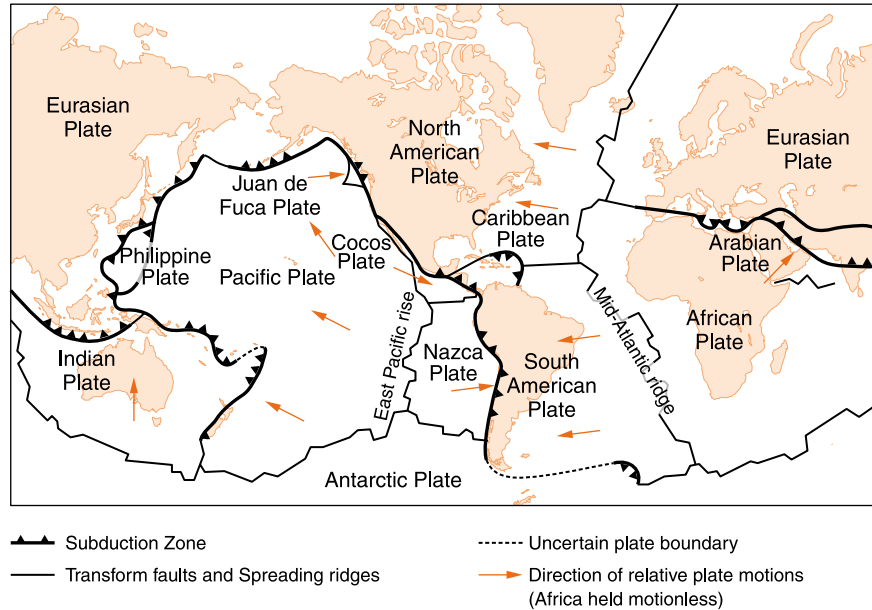 Eurasian
Plate
North
American
Plate
Eurasian
Plate
Juan de
Fuca Plate
Caribbean
Plate
Cocos
Plate
Arabian
Plate
Philippine
Plate
Pacific Plate
African
Plate
Indian
Plate
East Pacific rise
Nazca
Plate
South
American
Plate
Mid-Atlantic ridge
Antarctic Plate
Subduction Zone
Transform faults and Spreading ridges
Uncertain plate boundary
Direction of relative plate motions
(Africa held motionless)